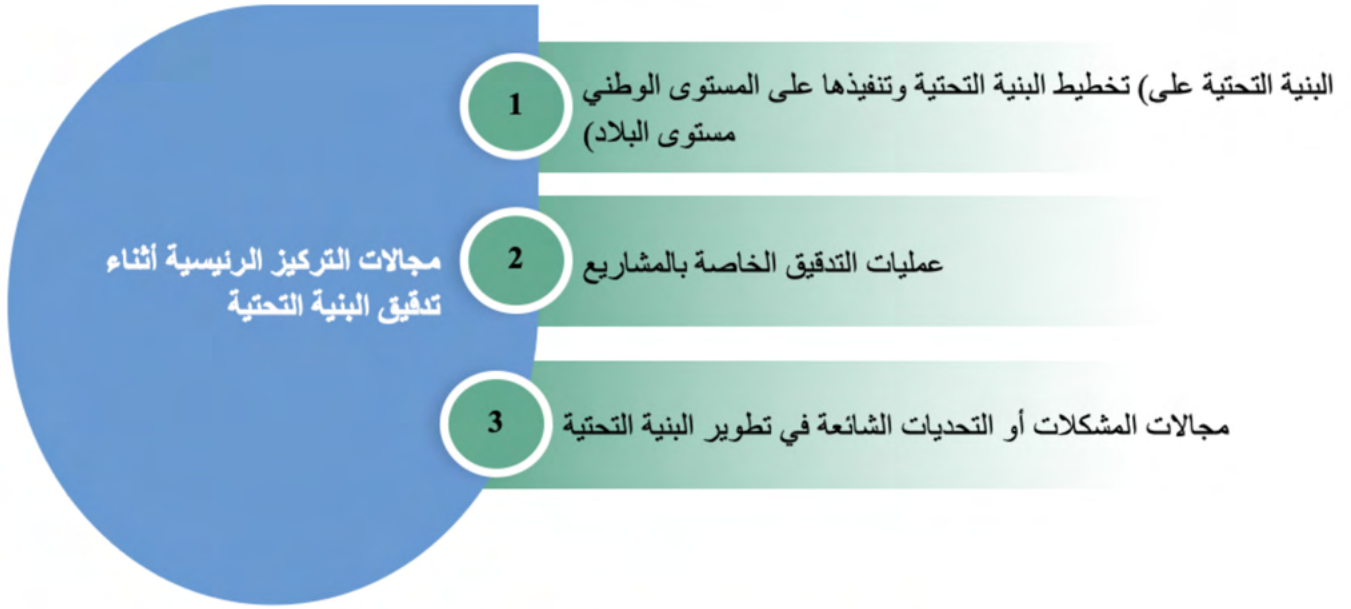 مجالات التركيز الرئيسية أثناء
تدقيق البنية التحتية
1
البنية التحتية على) تخطيط البنية التحتية وتنفيذها على المستوى الوطني
مستوى البلاد)
2
عمليات التدقيق الخاصة بالمشاريع
3
مجالات المشكلات أو التحديات الشائعة في تطوير البنية التحتية